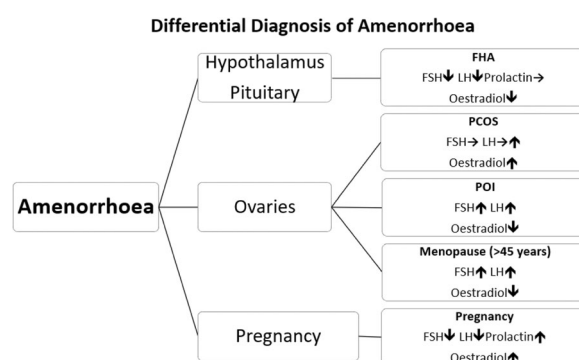 Differential Diagnosis of Amenorrhoea
Amenorrhoea
Hypothalamus
Pituitary
FHA
FSH↓ LH↓Prolactin→
Oestradiol↓
Ovaries
PCOS
FSH→ LH→↑
Oestradiol↑
POI
FSH↑ LH↑
Oestradiol↓
Menopause (>45 years)
FSH↑ LH↑
Oestradiol↓
Pregnancy
Pregnancy
FSH↓ LH↓Prolactin↑
Oestradiol↑